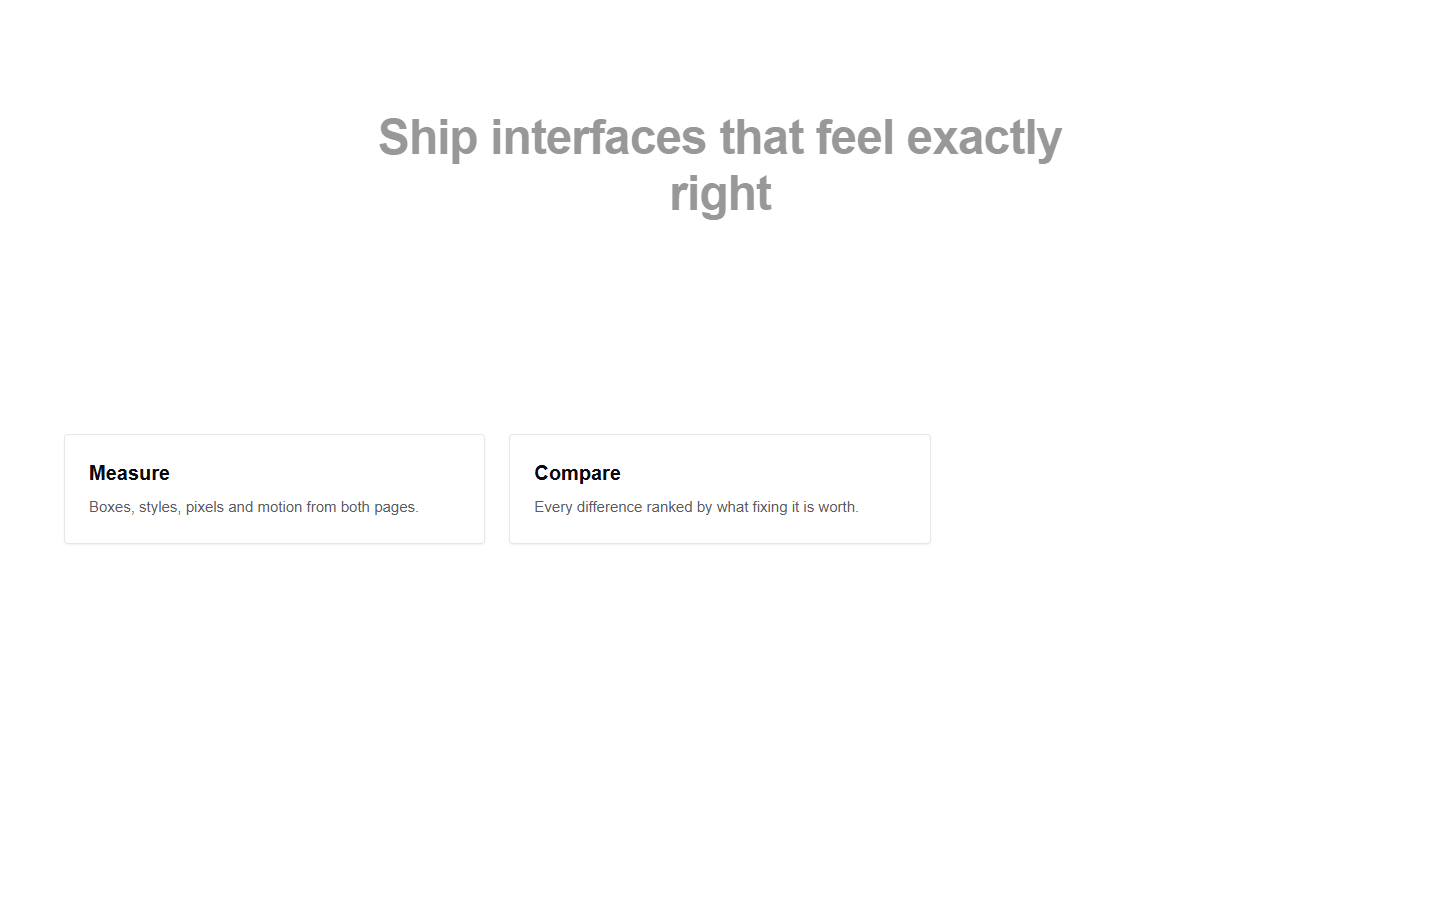 Ship interfaces that feel exactly
right
Measure
Boxes, styles, pixels and motion from both pages.
Compare
Every difference ranked by what fixing it is worth.